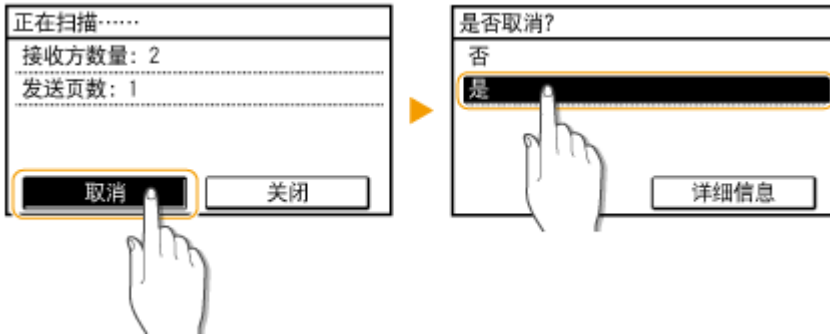 正在扫描……
接收方数量: 2
发送页数: 1
取消
关闭
是否取消?
否
是
详细信息